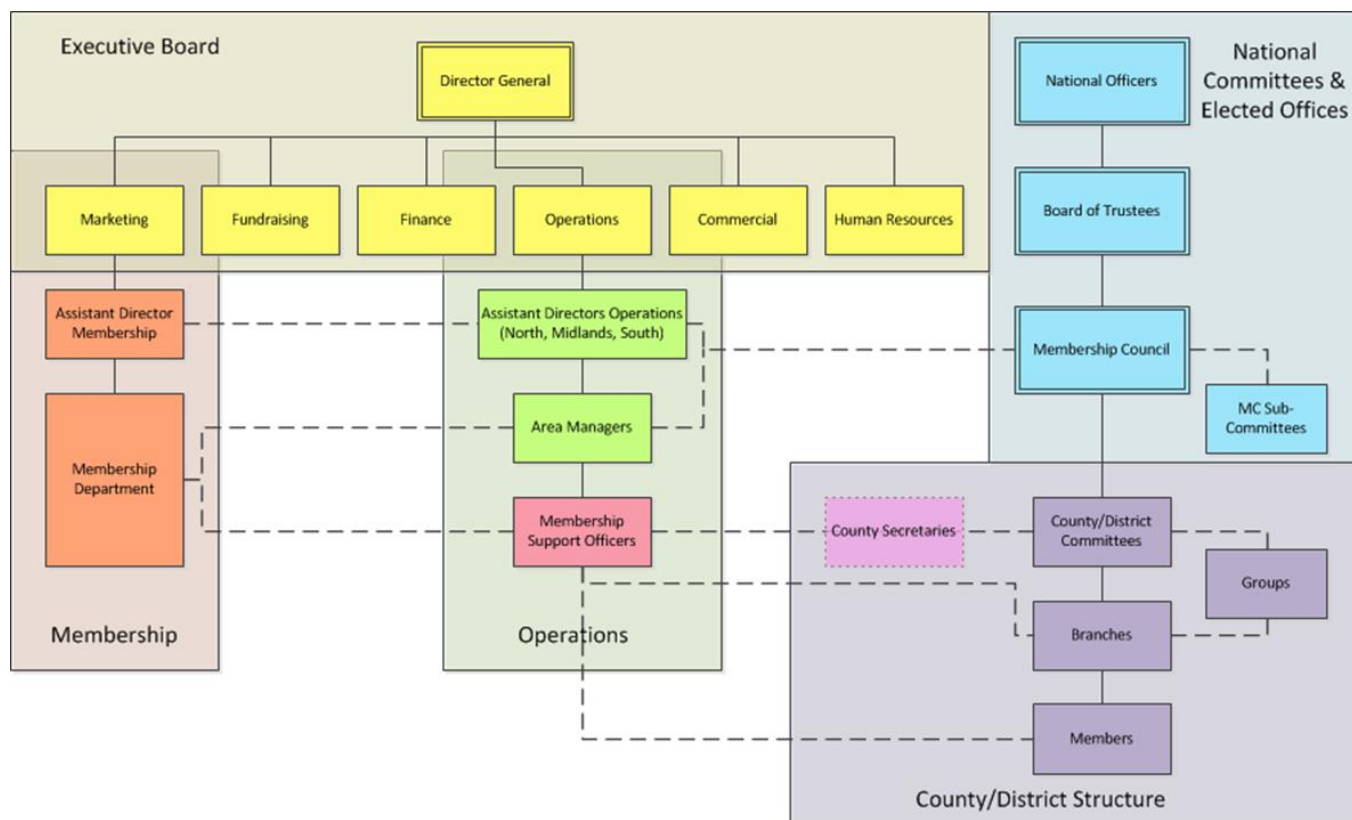 Executive Board
Director General
National Officers
National
Committees &
Elected Offices
Marketing
Fundraising
Finance
Operations
Commercial
Human Resources
Board of Trustees
Assistant Director
Membership
Assistant Directors Operations
(North, Midlands, South)
Membership Council
MC Sub-
Committees
Area Managers
Membership
Department
Membership
Support Officers
County Secretaries
County/District
Committees
Groups
Branches
Membership
Operations
Members
County/District Structure